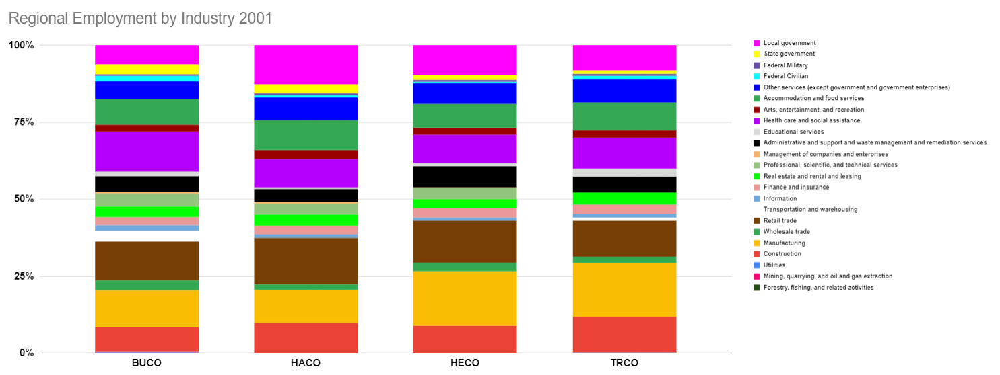 Regional Employment by Industry 2001
100%
75%
50%
25%
0%
BUCO HACO HECO TRCO
Local government
State government
Federal Military
Federal Civilian
Other services (except government and government enterprises)
Accommodation and food services
Arts, entertainment, and recreation
Health care and social assistance
Educational services
Administrative and support and waste management and remediation services
Management of companies and enterprises
Professional, scientific, and technical services
Real estate and rental and leasing
Finance and insurance
Information
Transportation and warehousing
Retail trade
Wholesale trade
Manufacturing
Construction
Utilities
Mining, quarrying, and oil and gas extraction
Forestry, fishing, and related activities